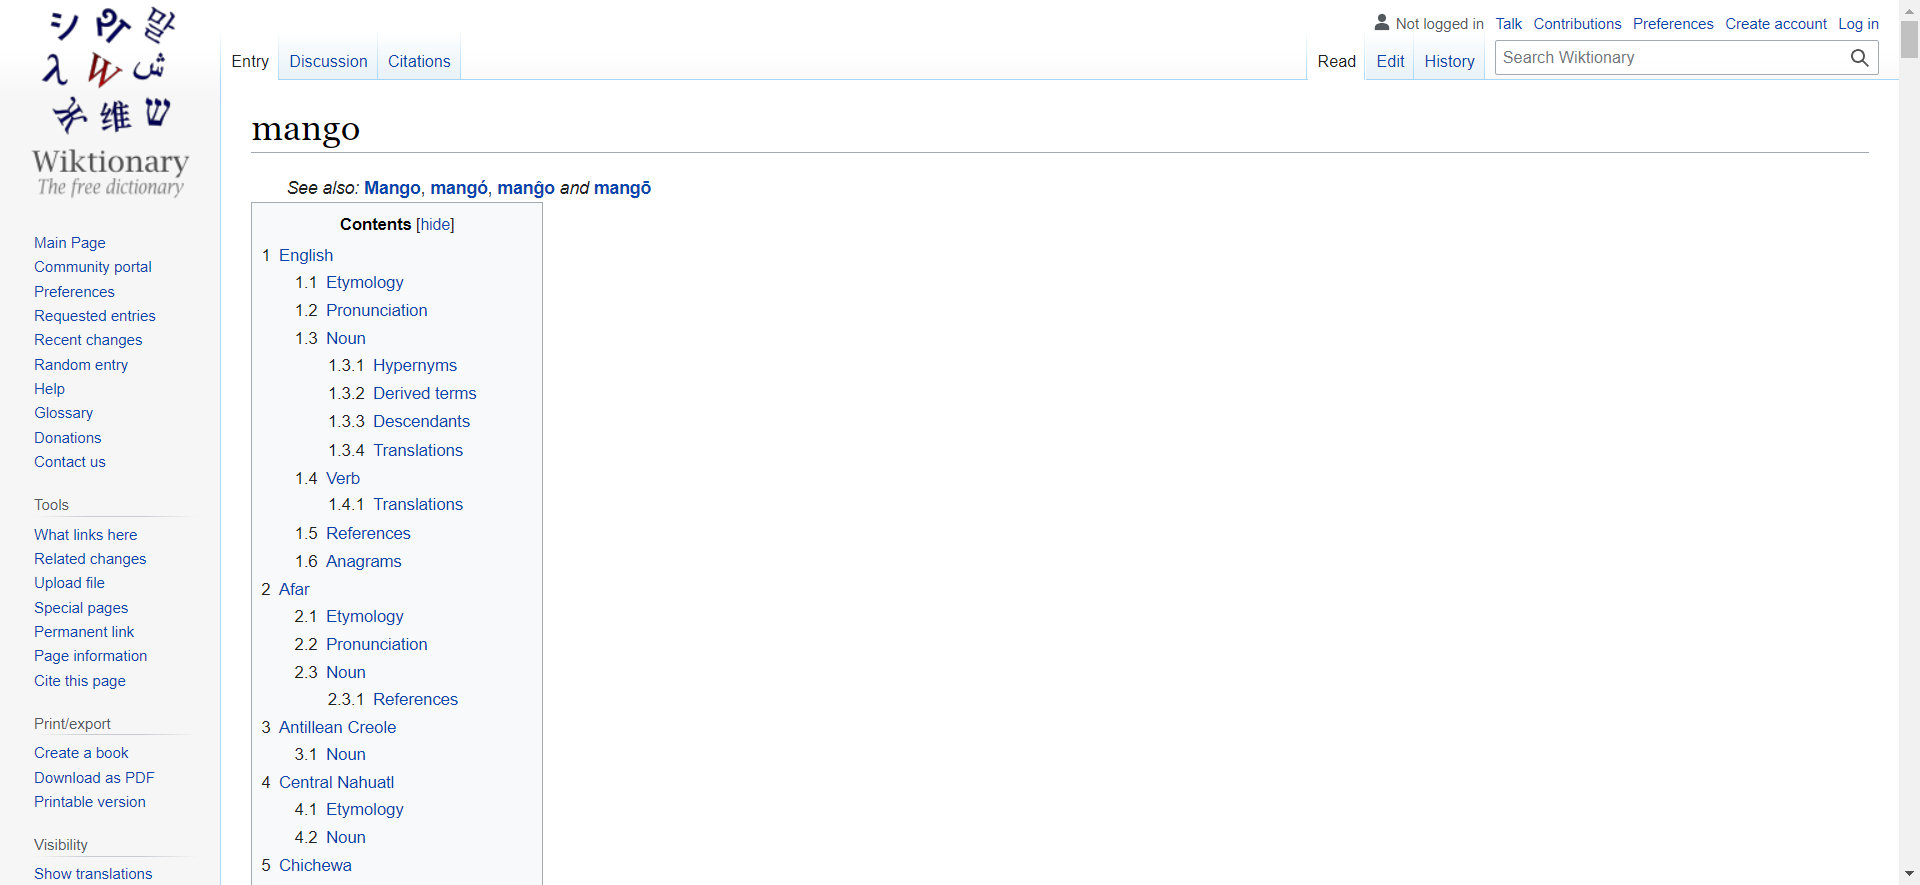 Not logged in Talk Contributions Preferences Create account Log in
Entry Discussion Citations Read Edit History Search Wiktionary
シ 말
λ W ش
维 ש
Wiktionary
The free dictionary
Main Page
Community portal
Preferences
Requested entries
Recent changes
Random entry
Help
Glossary
Donations
Contact us
Tools
What links here
Related changes
Upload file
Special pages
Permanent link
Page information
Cite this page
Print/export
Create a book
Download as PDF
Printable version
Visibility
Show translations
mango
See also: Mango, mangó, manĝo and mangō
Contents [hide]
1 English
1.1 Etymology
1.2 Pronunciation
1.3 Noun
1.3.1 Hypernyms
1.3.2 Derived terms
1.3.3 Descendants
1.3.4 Translations
1.4 Verb
1.4.1 Translations
1.5 References
1.6 Anagrams
2 Afar
2.1 Etymology
2.2 Pronunciation
2.3 Noun
2.3.1 References
3 Antillean Creole
3.1 Noun
4 Central Nahuatl
4.1 Etymology
4.2 Noun
5 Chichewa